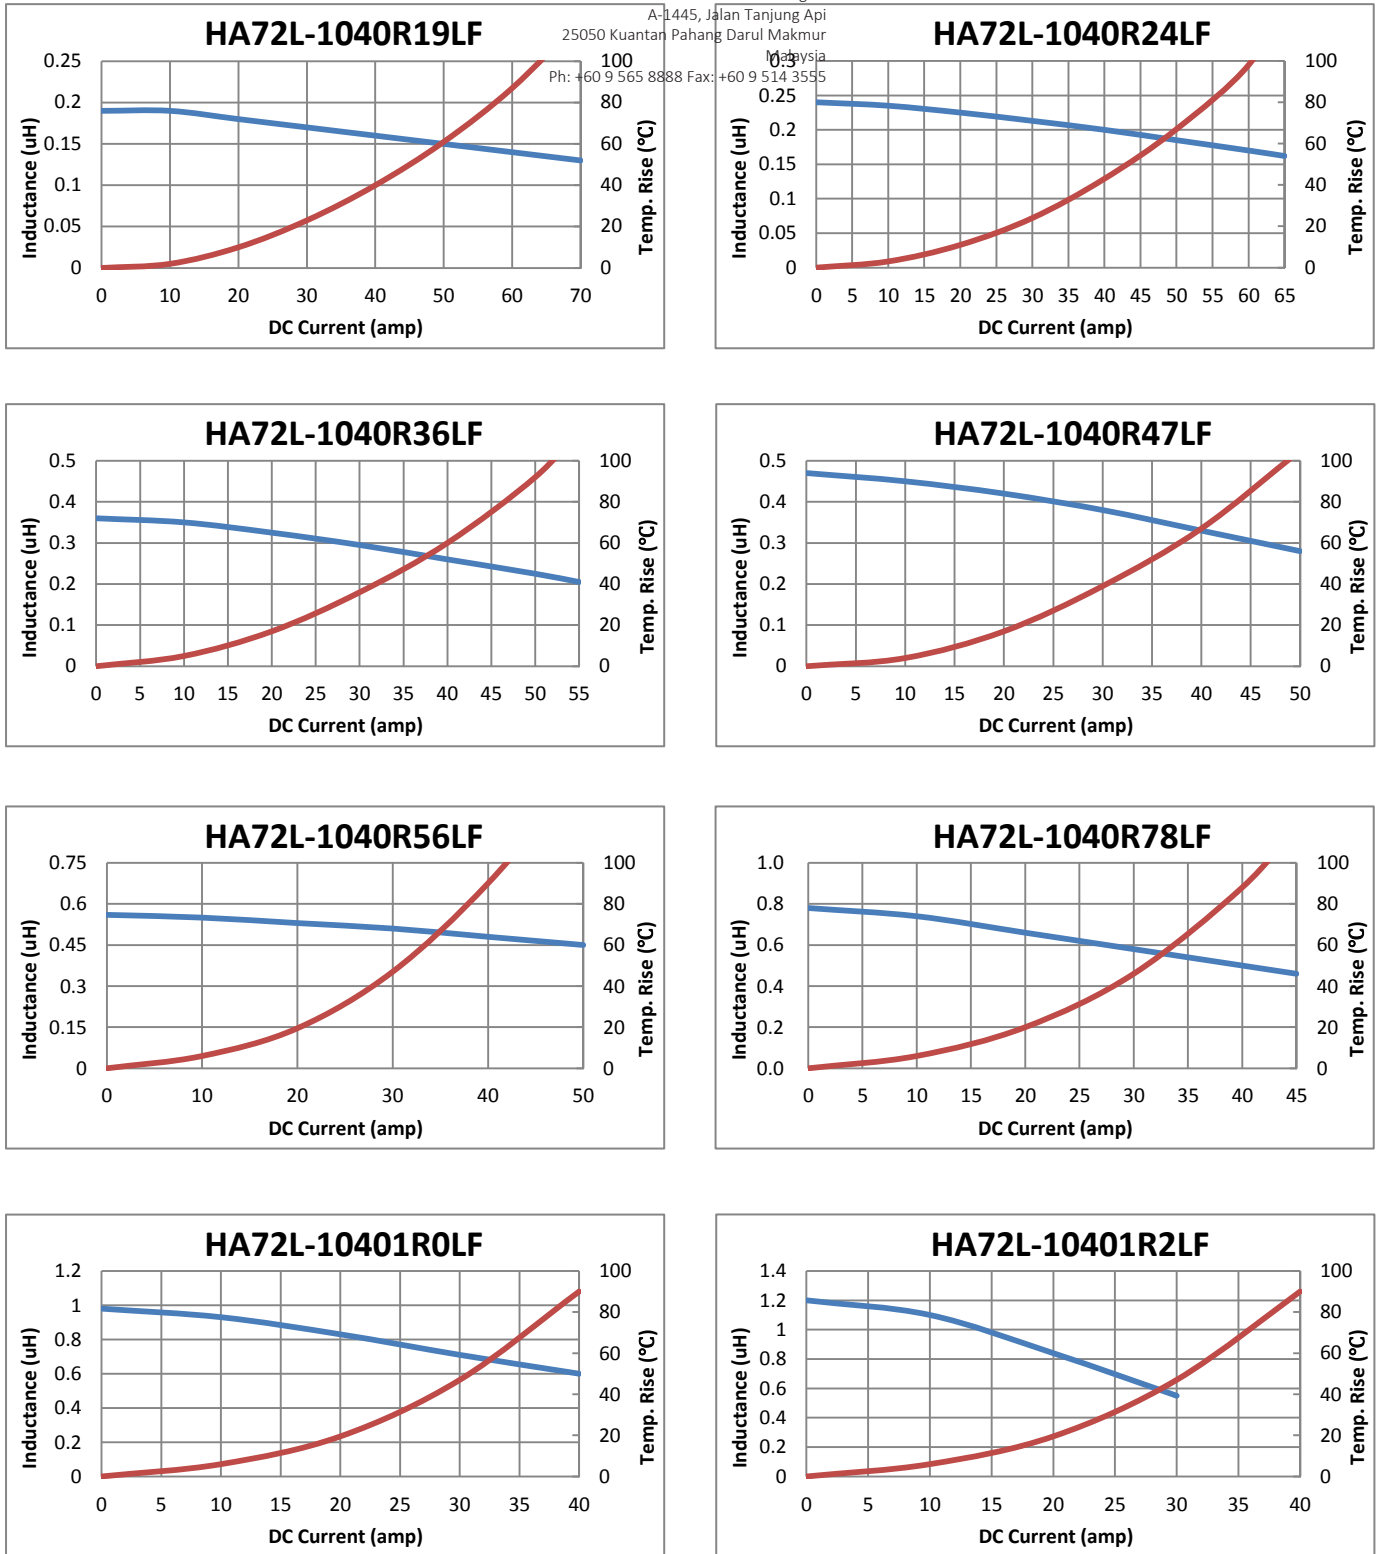 A-1445, Jalan Tanjung Api
25050 Kuantan Pahang Darul Makmur
Malaysia
Ph: +60 9 565 8888 Fax: +60 9 514 3555
HA72L-1040R19LF
Inductance (uH)
0.25
0.2
0.15
0.1
0.05
0
100
80
60
40
20
0
Temp. Rise (℃)
0 10 20 30 40 50 60 70
DC Current (amp)
HA72L-1040R24LF
Inductance (uH)
0.3
0.25
0.2
0.15
0.1
0.05
0
100
80
60
40
20
0
Temp. Rise (℃)
0 5 10 15 20 25 30 35 40 45 50 55 60 65
DC Current (amp)
HA72L-1040R36LF
Inductance (uH)
0.5
0.4
0.3
0.2
0.1
0
100
80
60
40
20
0
Temp. Rise (℃)
0 5 10 15 20 25 30 35 40 45 50 55
DC Current (amp)
HA72L-1040R47LF
Inductance (uH)
0.5
0.4
0.3
0.2
0.1
0
100
80
60
40
20
0
Temp. Rise (℃)
0 5 10 15 20 25 30 35 40 45 50
DC Current (amp)
HA72L-1040R56LF
Inductance (uH)
0.75
0.6
0.45
0.3
0.15
0
100
80
60
40
20
0
Temp. Rise (℃)
0 10 20 30 40 50
DC Current (amp)
HA72L-1040R78LF
Inductance (uH)
1.0
0.8
0.6
0.4
0.2
0.0
100
80
60
40
20
0
Temp. Rise (℃)
0 5 10 15 20 25 30 35 40 45
DC Current (amp)
HA72L-10401R0LF
Inductance (uH)
1.2
1
0.8
0.6
0.4
0.2
0
100
80
60
40
20
0
Temp. Rise (℃)
0 5 10 15 20 25 30 35 40
DC Current (amp)
HA72L-10401R2LF
Inductance (uH)
1.4
1.2
1
0.8
0.6
0.4
0.2
0
100
80
60
40
20
0
Temp. Rise (℃)
0 5 10 15 20 25 30 35 40
DC Current (amp)